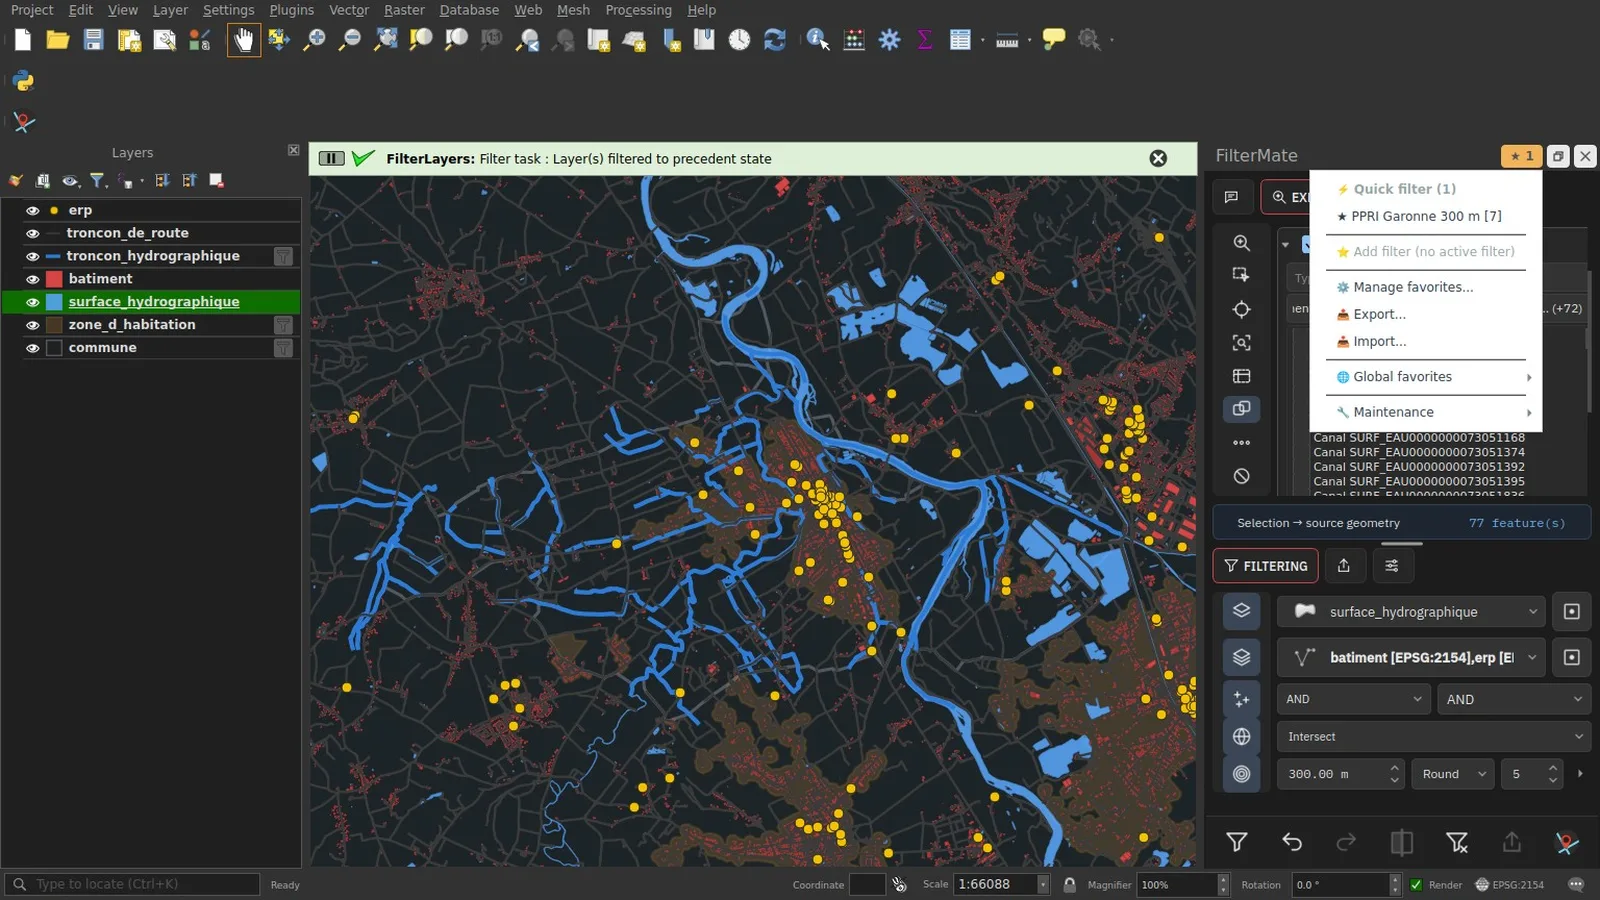 Project Edit View Layer Settings Plugins Vector Raster Database Web Mesh Processing Help
Layers
FilterLayers: Filter task : Layer(s) filtered to precedent state
FilterMate
★ 1
erp
troncon_de_route
troncon_hydrographique
batiment
surface_hydrographique
zone_d_habitation
commune
Quick filter (1)
★ PPRI Garonne 300 m [7]
Add filter (no active filter)
Manage favorites...
Export...
Import...
Global favorites
Maintenance
.. (+72)
Canal SURF_EAU0000000073051168
Canal SURF_EAU0000000073051374
Canal SURF_EAU0000000073051392
Canal SURF_EAU0000000073051395
Selection → source geometry 77 feature(s)
FILTERING
surface_hydrographique
batiment [EPSG:2154],erp [E
AND AND
Intersect
300.00 m Round 5
Type to locate (Ctrl+K) Ready Coordinate Scale 1:66088 Magnifier 100% Rotation 0.0 ° Render EPSG:2154